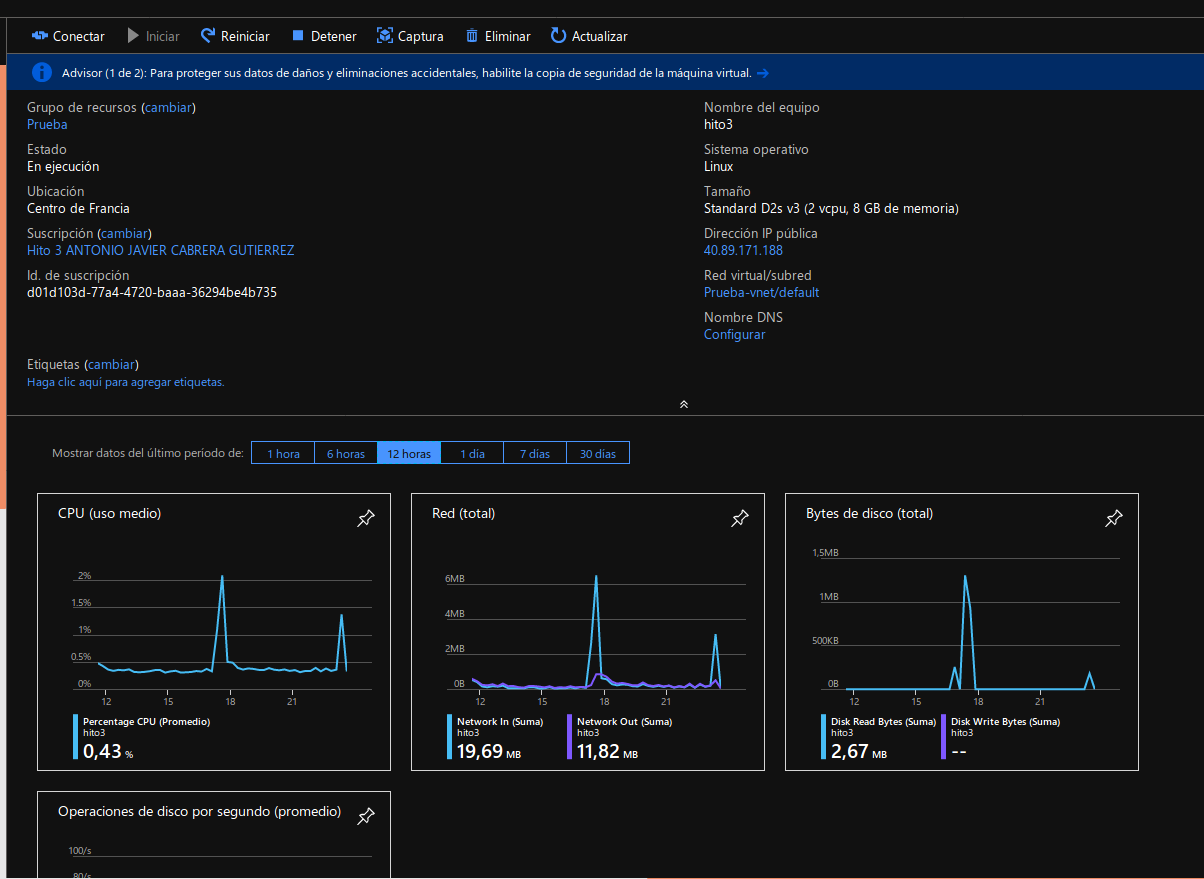 Conectar Iniciar Reiniciar Detener Captura Eliminar Actualizar
Advisor (1 de 2): Para proteger sus datos de daños y eliminaciones accidentales, habilite la copia de seguridad de la máquina virtual. →
Grupo de recursos (cambiar)
Prueba
Estado
En ejecución
Ubicación
Centro de Francia
Suscripción (cambiar)
Hito 3 ANTONIO JAVIER CABRERA GUTIERREZ
Id. de suscripción
d01d103d-77a4-4720-baaa-36294be4b735
Nombre del equipo
hito3
Sistema operativo
Linux
Tamaño
Standard D2s v3 (2 vcpu, 8 GB de memoria)
Dirección IP pública
40.89.171.188
Red virtual/subred
Prueba-vnet/default
Nombre DNS
Configurar
Etiquetas (cambiar)
Haga clic aquí para agregar etiquetas.
Mostrar datos del último periodo de: 1 hora 6 horas 12 horas 1 día 7 días 30 días
CPU (uso medio)
2%
1.5%
1%
0.5%
0%
12 15 18 21
Percentage CPU (Promedio)
hito3
0,43 %
Red (total)
6MB
4MB
2MB
0B
12 15 18 21
Network In (Suma) Network Out (Suma)
hito3 hito3
19,69 MB 11,82 MB
Bytes de disco (total)
1,5MB
1MB
500KB
0B
12 15 18 21
Disk Read Bytes (Suma) Disk Write Bytes (Suma)
hito3 hito3
2,67 MB --
Operaciones de disco por segundo (promedio)
100/s
80/s